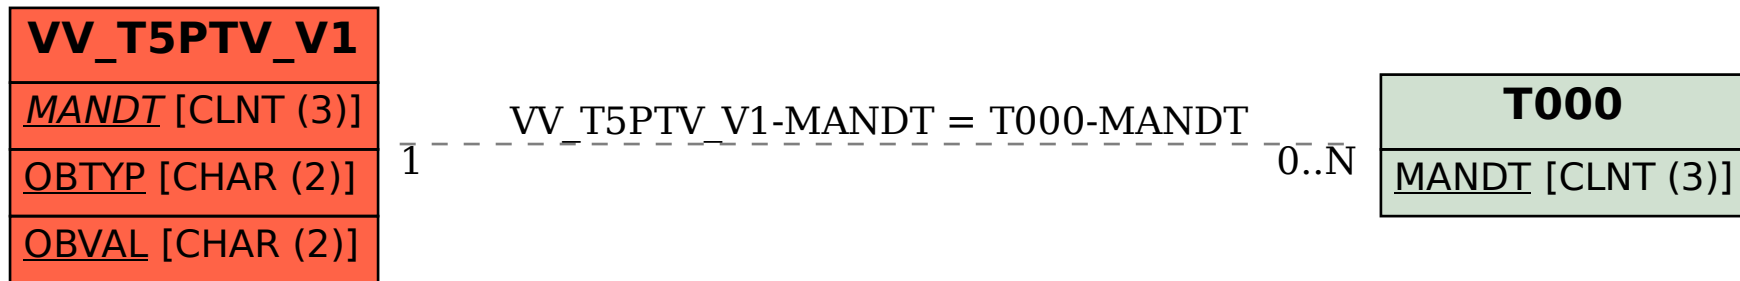 VV_T5PTV_V1
MANDT [CLNT (3)]
OBTYP [CHAR (2)]
OBVAL [CHAR (2)]
VV_T5PTV_V1-MANDT = T000-MANDT
1
0..N
T000
MANDT [CLNT (3)]